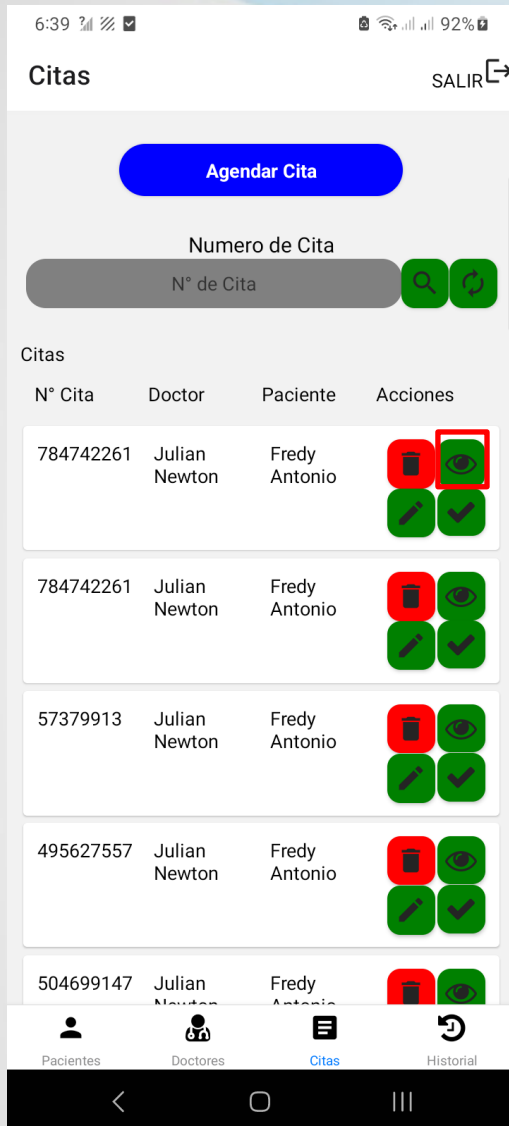 6:39 92%
Citas
SALIR
Agendar Cita
Numero de Cita
N° de Cita
Citas
N° Cita Doctor Paciente Acciones
784742261 Julian Fredy
Newton Antonio
784742261 Julian Fredy
Newton Antonio
57379913 Julian Fredy
Newton Antonio
495627557 Julian Fredy
Newton Antonio
504699147 Julian Fredy
Newton Antonio
Pacientes Doctores Citas Historial